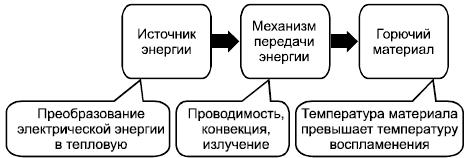 Источник
энергии
Механизм
передачи
энергии
Горючий
материал
Преобразование
электрической энергии
в тепловую
Проводимость,
конвекция,
излучение
Температура материала
превышает температуру
воспламенения